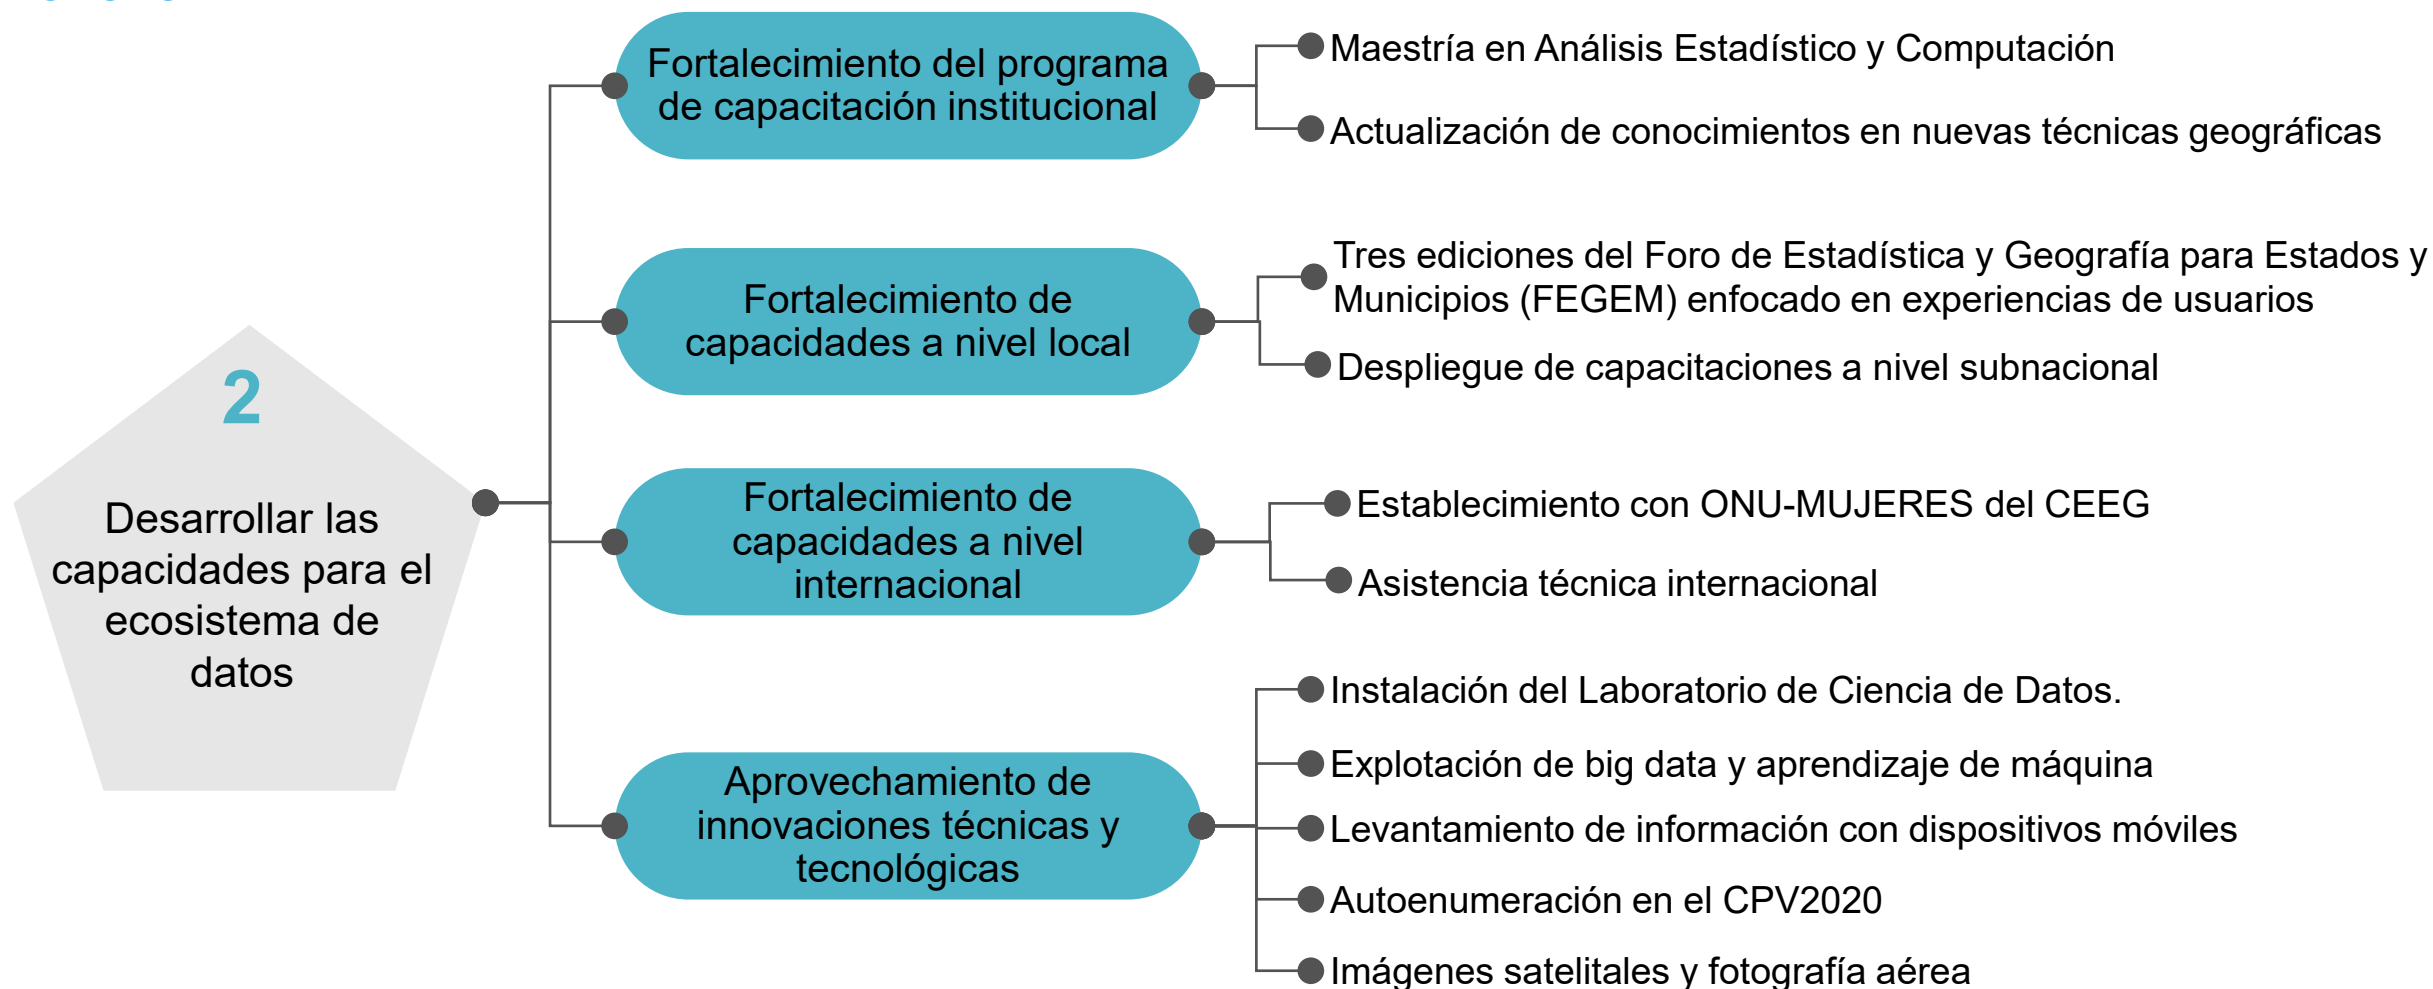 2
Desarrollar las
capacidades para el
ecosistema de
datos
Fortalecimiento del programa
de capacitación institucional
Maestría en Análisis Estadístico y Computación
Actualización de conocimientos en nuevas técnicas geográficas
Fortalecimiento de
capacidades a nivel local
Tres ediciones del Foro de Estadística y Geografía para Estados y
Municipios (FEGEM) enfocado en experiencias de usuarios
Despliegue de capacitaciones a nivel subnacional
Fortalecimiento de
capacidades a nivel
internacional
Establecimiento con ONU-MUJERES del CEEG
Asistencia técnica internacional
Aprovechamiento de
innovaciones técnicas y
tecnológicas
Instalación del Laboratorio de Ciencia de Datos.
Explotación de big data y aprendizaje de máquina
Levantamiento de información con dispositivos móviles
Autoenumeración en el CPV2020
Imágenes satelitales y fotografía aérea